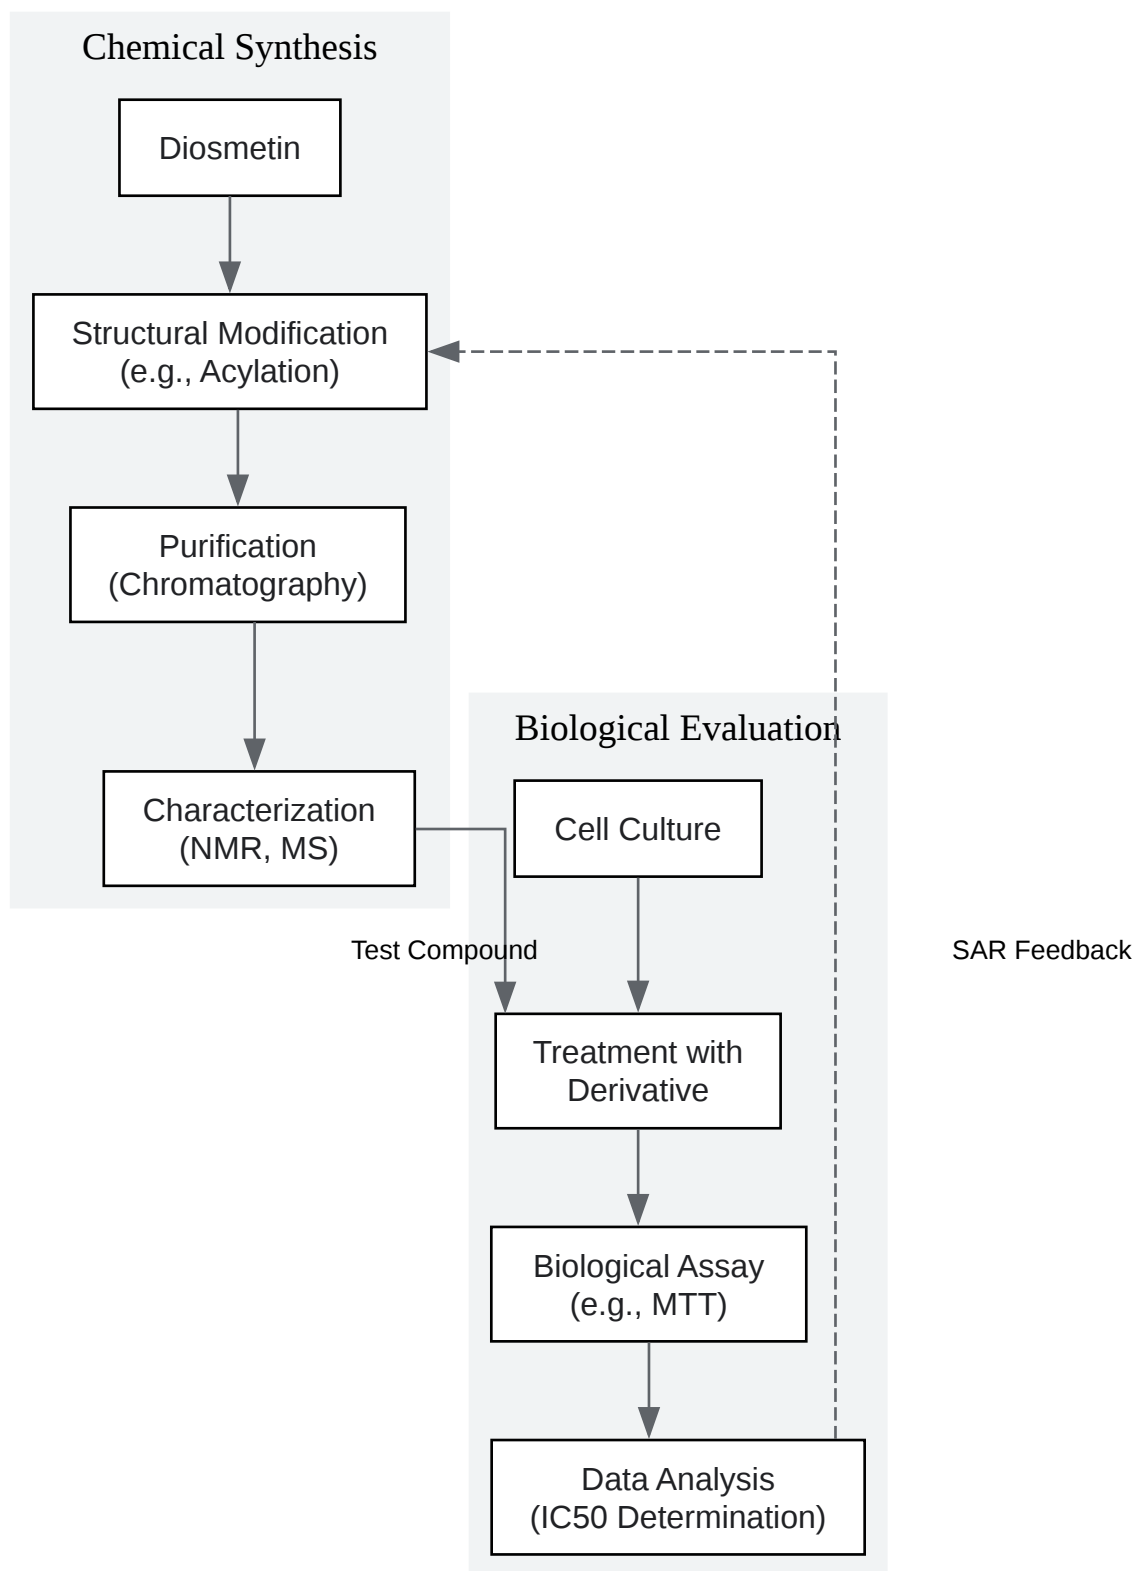 Chemical Synthesis
Diosmetin
Structural Modification
(e.g., Acylation)
Purification
(Chromatography)
Characterization
(NMR, MS)
Biological Evaluation
Cell Culture
Test Compound
SAR Feedback
Treatment with
Derivative
Biological Assay
(e.g., MTT)
Data Analysis
(IC50 Determination)